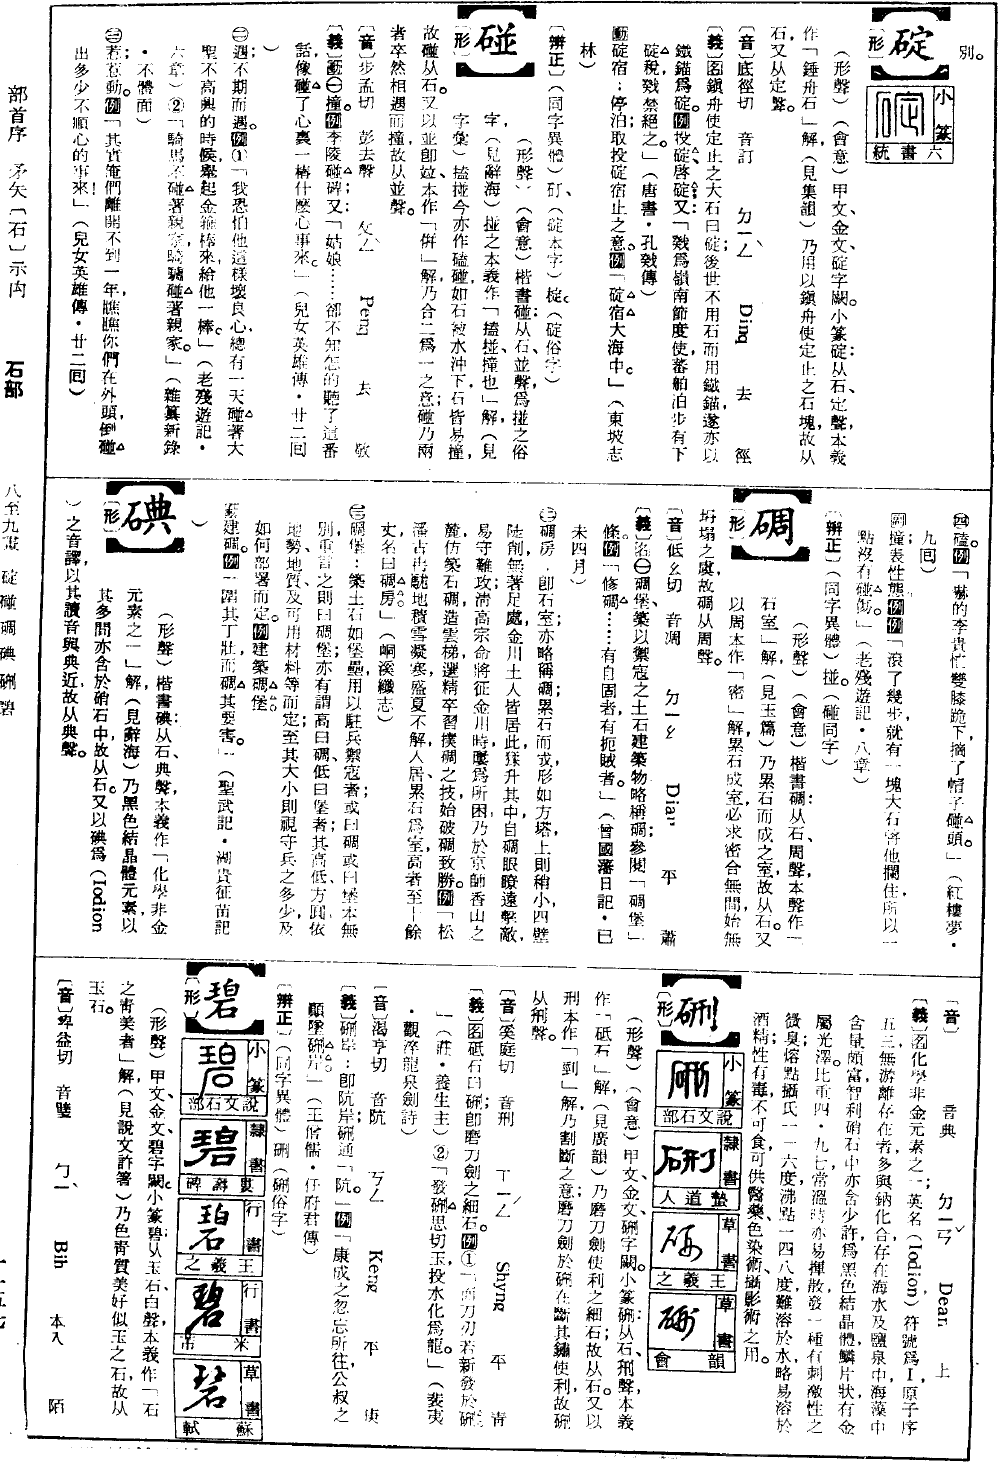 別。
碇
〔形〕
小篆
六書統
（形聲）（會意）甲文、金文碇字闕。小篆碇：从石、定聲，本義
作「錘舟石」解（見集韻）乃用以鎮舟使定止之石塊，故从
石。又从定聲。
〔音〕底徑切　音訂　ㄉㄧㄥˋ　Ding　去　徑
〔義〕名鎮舟使定止之大石曰碇；後世不用石而用鐵錨，遂亦以
鐵錨爲碇。例投碇、啓碇；又「戣爲嶺南節度使，蕃舶泊步有下
碇稅，戣禁絕之。」（唐書・孔戣傳）
動碇宿：停泊，取投碇宿止之意。例「碇宿大海中。」（東坡志
林）
〔辨正〕（同字異體）矴（碇本字）椗。（碇俗字）
碰
〔形〕
（形聲）（會意）楷書碰：从石、並聲，爲掽之俗
字，（見辭海）掽之本義作「搕掽、撞也」解，（見
字彙）搕掽今亦作磕碰，如石被水沖下，石皆易撞，
故碰从石。又以並即竝，本作「倂」解，乃合二爲一之意，碰乃兩
者卒然相遇而撞，故从並聲。
〔音〕步孟切　彭去聲　ㄆㄥˋ　Peng　去　敬
〔義〕動㊀撞。例李陵碰碑；又「姑娘……卻不知怎的聽了這番
話，像碰了心裏一樁什麼心事來。」（兒女英雄傳・廿二回
）
㊁遇；不期而遇。例①「我恐怕他這樣壞良心，總有一天碰著大
聖不高興的時候，舉起金箍棒來給他一棒。」（老殘遊記・
六章）②「騎馬不碰著親家，騎驢碰著親家。」（雜纂新錄
・不體面）
㊂惹；惹動。例「其實俺們離開不到一年，瞧瞧你們在外頭，倒碰
出多少不順心的事來！」（兒女英雄傳・廿二回）
㊃磕。例「嚇的李貴忙雙膝跪下，摘了帽子碰頭。」（紅樓夢・
九回）
㊄撞表性態。例「滾了幾步，就有一塊大石將他攔住，所以一
點沒有碰傷。」（老殘遊記・八章）
〔辨正〕（同字異體）掽。（碰同字）
碉
〔形〕
（形聲）（會意）楷書碉：从石、周聲，本聲作一
石室」解，（見玉篇）乃累石而成之室，故从石。又
以周本作「密」解，累石成室必求密合無間，始無
坍塌之虞，故碉从周聲。
〔音〕低幺切　音凋　ㄉㄧㄠ　Diau　平　蕭
〔義〕名㊀碉堡，築以禦寇之土石建築物，略稱碉，參閱「碉堡」
條。例「修碉……有自固者，有扼賊者。」（曾國藩日記・已
未四月）
㊁碉房，即石室，亦略稱碉，累石而成，形如方塔，上則稍小，四壁
陡削，無著足處，金川土人皆居此，猱升其中，自碉眼瞭遠擊敵，
易守難攻，淸高宗命將征金川時，屢爲所困，乃於京師香山之
麓，仿築石碉，造雲梯，選精卒習撲碉之技，始破碉致勝。例「松
潘古冉駹地，積雪凝寒，盛夏不解，人居累石爲室，高者至十餘
丈，名曰碉房。」（峒溪纖志）
㊂碉堡：築土石如堡壘，用以駐兵禦寇者；或曰碉，或曰堡，本無
別，重言之則曰碉堡；亦有謂高曰碉、低曰堡者，其高低、方圓，依
地勢、地質及可用材料等而定，至其大小則視守兵之多少及
如何部署而定。例建築碉堡。
動建碉。例「團其丁壯而碉其要害。」（聖武記・湖貴征苗記
）
碘
〔形〕
（形聲）楷書碘：从石、典聲，本義作「化學非金
元素之一」解，（見辭海）乃黑色結晶體元素，以
其多間亦含於硝石中，故从石。又以碘爲（Iodion
）之音譯，以其讀音與典近，故从典聲。
〔音〕　音典　ㄉㄧㄢˇ　Dean　上
〔義〕名化學非金元素之一；英名（Iodion）符號爲I，原子序
五三，無游離存在者，多與鈉化合存在在海水及鹽泉中，海藻中
含量頗富，智利硝石中亦含少許，爲黑色結晶體，鱗片狀，有金
屬光澤。比重四・九七，常溫時亦易揮散，發一種有刺激性之
微臭，熔點攝氏一一六度，沸點一四八度，難溶於水，略易溶於
酒精，性有毒，不可食，可供醫藥、色染術、攝影術之用。
硎
〔形〕
小篆
說文石部
隸書
蟄道人
草書
王羲之
草書
韻會
（形聲）（會意）甲文、金文硎字闕。小篆硎：从石、刑聲，本義
作「砥石」解，（見廣韻）乃磨刀劍使利之細石，故从石。又以
刑本作「剄」解，乃割斷之意，磨刀劍於硎，在斷其鏽使利，故硎
从刑聲。
〔音〕奚庭切　音刑　ㄒㄧㄥˊ　Shyng　平　青
〔義〕名砥石曰硎；即磨刀劍之細石。例①「而刀刃若新發於硎
」（莊・養生主）②「發硎思切玉，投水化爲龍。」（裴夷
・觀淬龍泉劍詩）
〔音〕渴亨切　音阬　ㄎㄥ　Keng　平　庚
〔義〕硎岸：即阬岸，硎通「阬。」例「康成之忽忘所往，公叔之
顚墜硎岸。」（王僧儒・任府君傳）
〔辨正〕（同字異體）硎（硎俗字）
碧
〔形〕
小篆
說文石部
隸書
婁壽碑
行書
王羲之
行書
米芾
草書
蘇軾
（形聲）甲文、金文、碧字闕。小篆碧：从玉、石，白聲，本義作「石
之靑美者」解，（見說文許箸）乃色靑質美好似玉之石，故从
玉石。
〔音〕兵益切　音璧　ㄅㄧˋ　Bih　本入　陌
部首序　矛矢〔石〕示禸　石部　八至九畫　碇碰碉碘硎碧